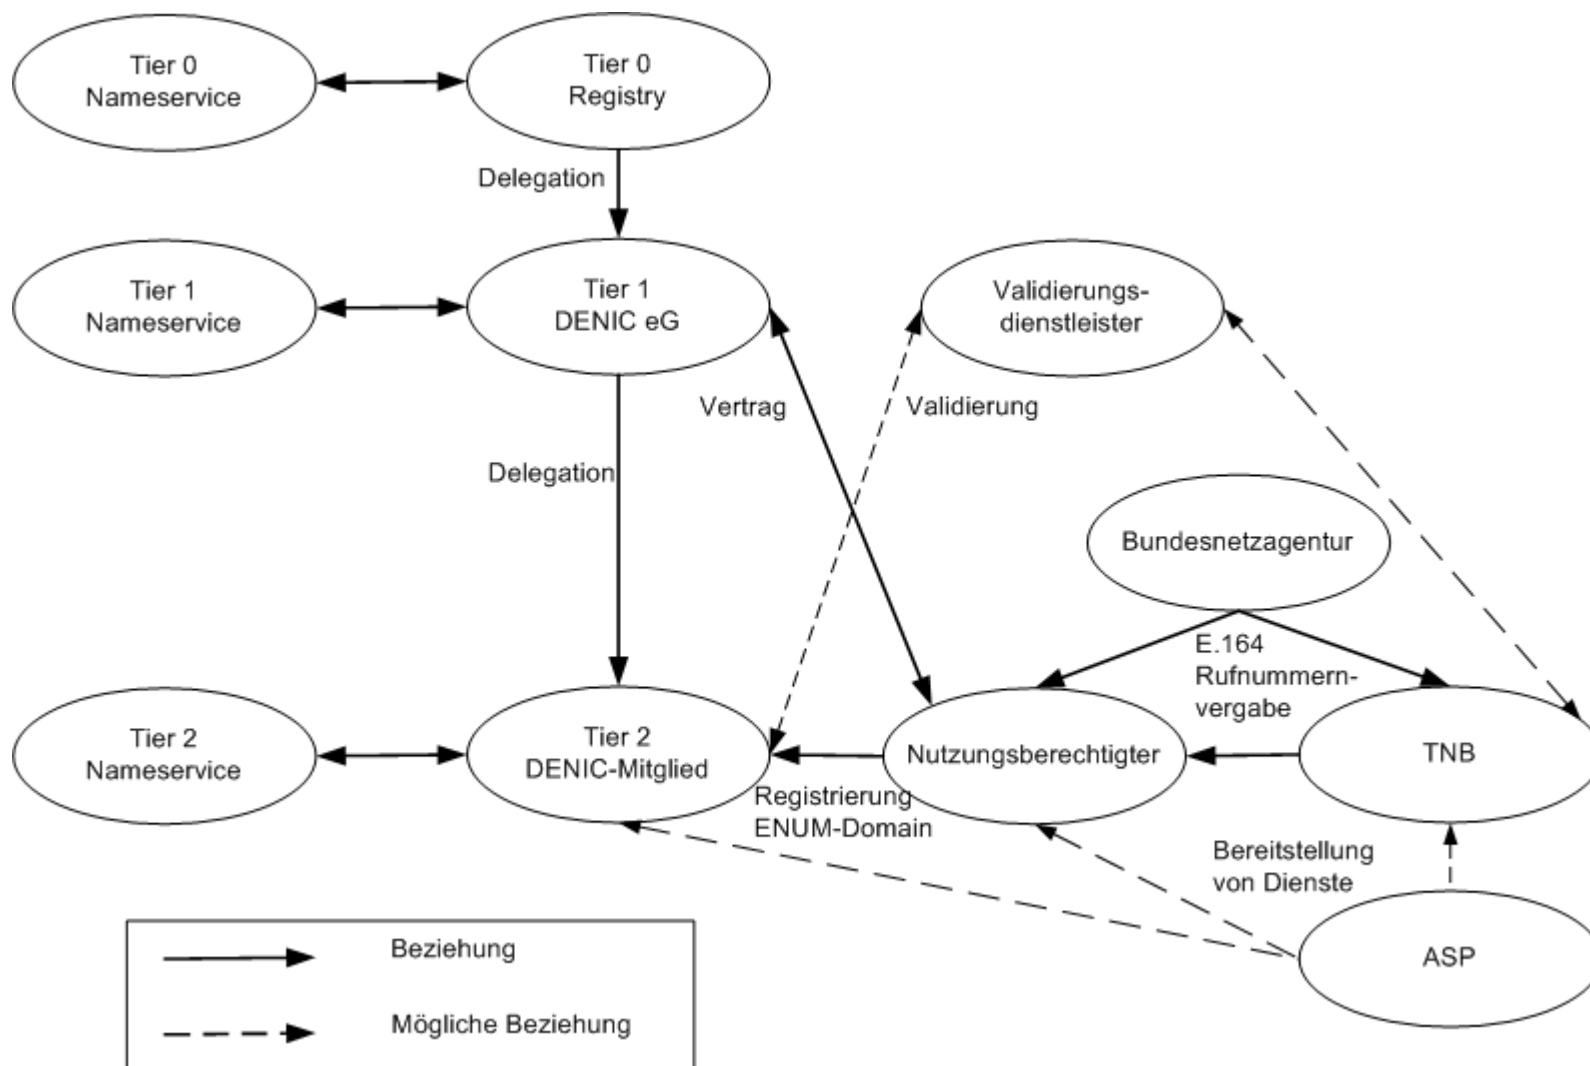 Tier 0
Nameservice
Tier 0
Registry
Delegation
Tier 1
Nameservice
Tier 1
DENIC eG
Validierungs-
dienstleister
Vertrag
Validierung
Delegation
Bundesnetzagentur
E.164
Rufnummern-
vergabe
Tier 2
Nameservice
Tier 2
DENIC-Mitglied
Nutzungsberechtigter
TNB
Registrierung
ENUM-Domain
Bereitstellung
von Dienste
ASP
Beziehung
Mögliche Beziehung